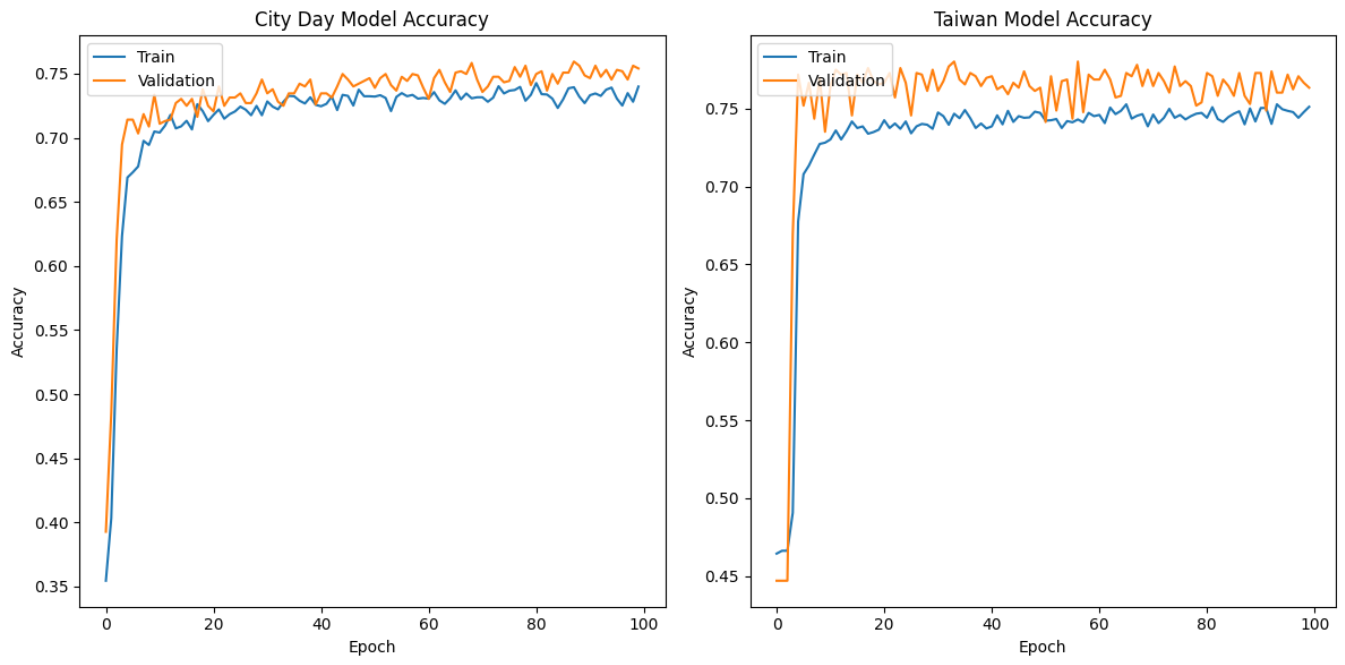 City Day Model Accuracy
Train
Validation
0.75
0.70
0.65
0.60
0.55
0.50
0.45
0.40
0.35
Accuracy
0 20 40 60 80 100
Epoch
Taiwan Model Accuracy
Train
Validation
0.75
0.70
0.65
0.60
0.55
0.50
0.45
Accuracy
0 20 40 60 80 100
Epoch